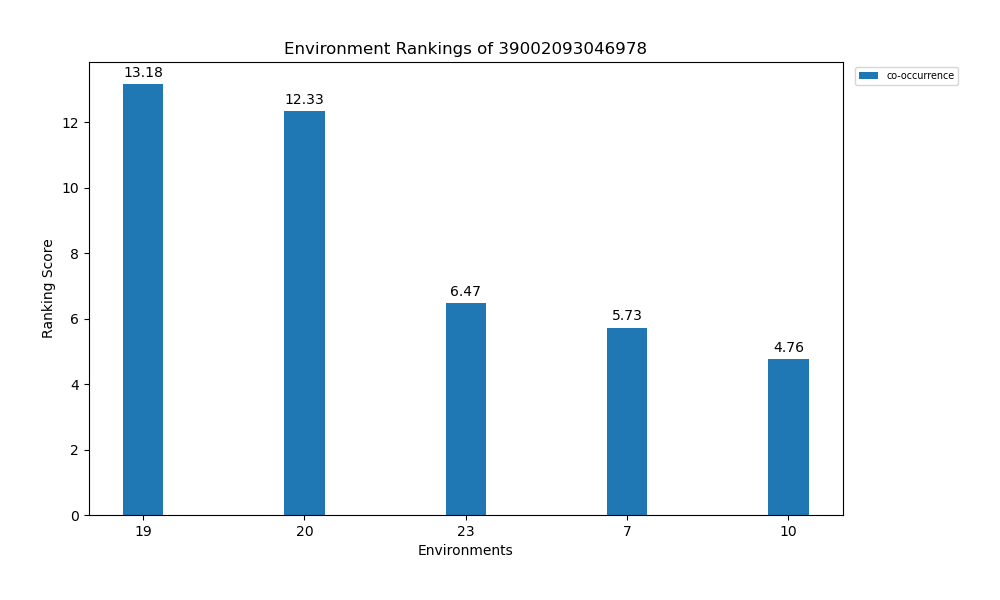 Environment Rankings of 39002093046978
co-occurrence
13.18
12.33
6.47
5.73
4.76
Ranking Score
12
10
8
6
4
2
0
19 20 23 7 10
Environments